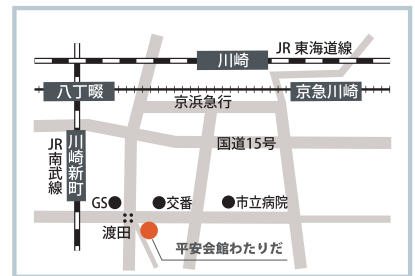 JR 東海道線
川崎
八丁畷
京急川崎
京浜急行
川崎新町
JR南武線
国道15号
GS
交番
市立病院
渡田
平安会館わたりだ